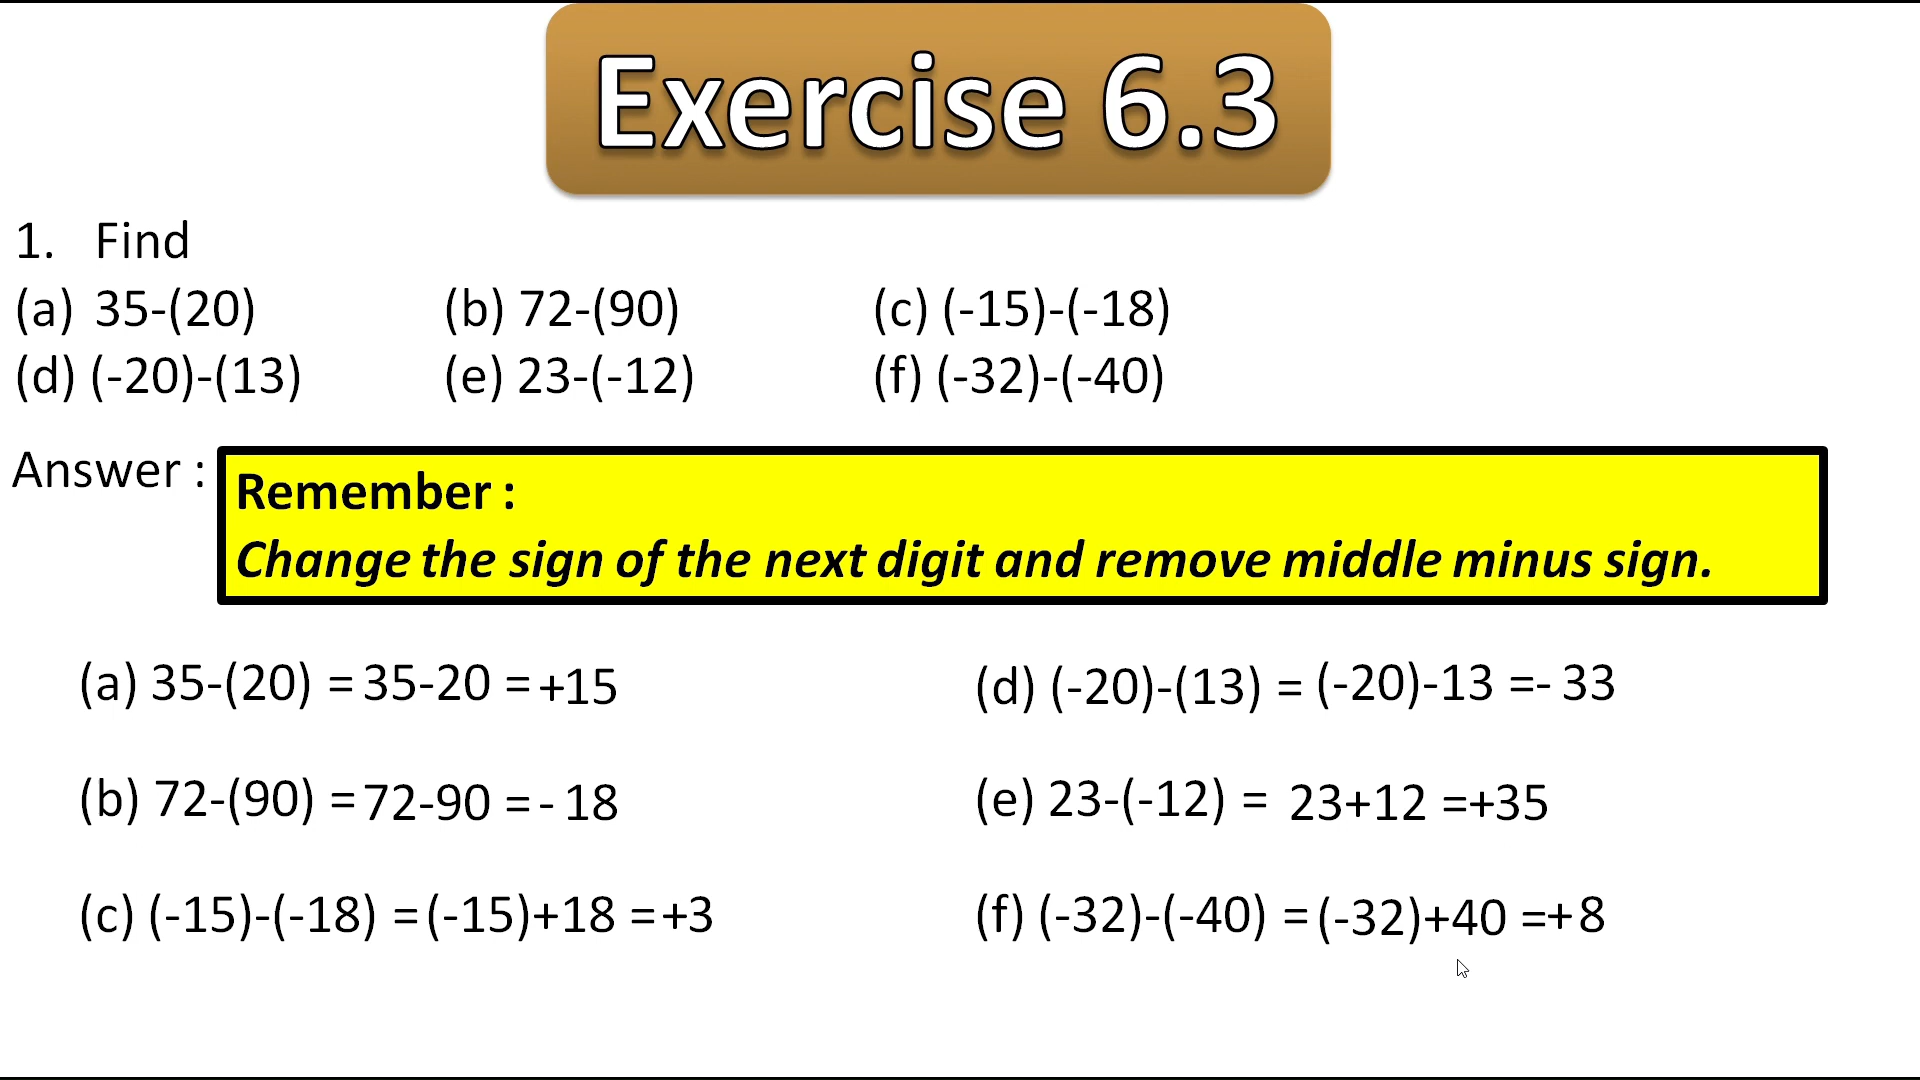 Exercise 6.3
1. Find
(a) 35-(20) (b) 72-(90) (c) (-15)-(-18)
(d) (-20)-(13) (e) 23-(-12) (f) (-32)-(-40)
Answer :
Remember :
Change the sign of the next digit and remove middle minus sign.
(a) 35-(20) = 35-20 = +15 (d) (-20)-(13) = (-20)-13 =- 33
(b) 72-(90) = 72-90 = - 18 (e) 23-(-12) = 23+12 =+35
(c) (-15)-(-18) = (-15)+18 = +3 (f) (-32)-(-40) = (-32)+40 =+8